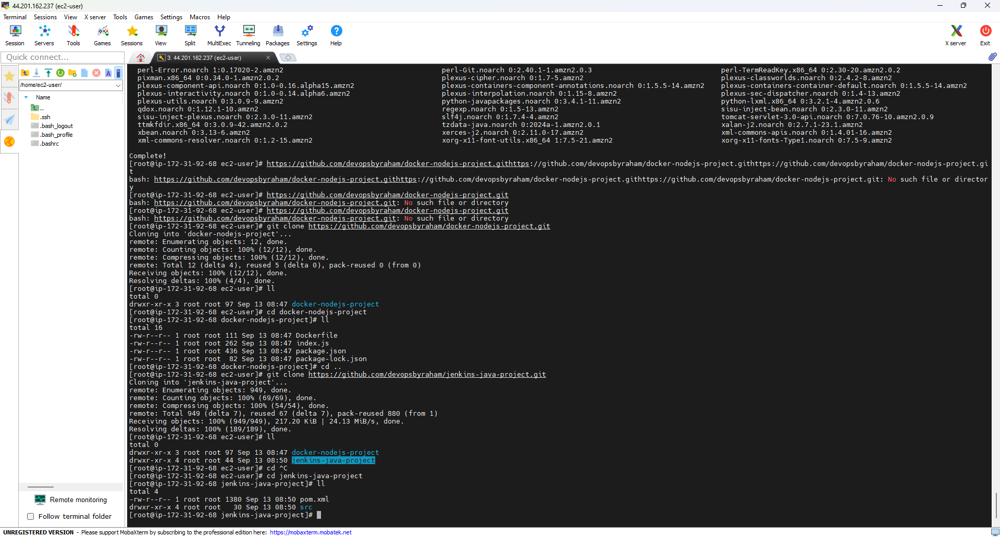 44.201.162.237 (ec2-user)
Terminal Sessions View X server Tools Games Settings Macros Help
Session Servers Tools Games Sessions View Split MultiExec Tunneling Packages Settings Help X server Exit
Quick connect...
3. 44.201.162.237 (ec2-user)
/home/ec2-user/
Name
..
.ssh
.bash_logout
.bash_profile
.bashrc
Remote monitoring
Follow terminal folder
perl-Error.noarch 1:0.17020-2.amzn2 perl-Git.noarch 0:2.40.1-1.amzn2.0.3 perl-TermReadKey.x86_64 0:2.30-20.amzn2.0.2
pixman.x86_64 0:0.34.0-1.amzn2.0.2 plexus-cipher.noarch 0:1.7-5.amzn2 plexus-classworlds.noarch 0:2.4.2-8.amzn2
plexus-component-api.noarch 0:1.0-0.16.alpha15.amzn2 plexus-containers-component-annotations.noarch 0:1.5.5-14.amzn2 plexus-containers-container-default.noarch 0:1.5.5-14.amzn2
plexus-interactivity.noarch 0:1.0-0.14.alpha6.amzn2 plexus-interpolation.noarch 0:1.15-8.amzn2 plexus-sec-dispatcher.noarch 0:1.4-13.amzn2
plexus-utils.noarch 0:3.0.9-9.amzn2 python-javapackages.noarch 0:3.4.1-11.amzn2 python-lxml.x86_64 0:3.2.1-4.amzn2.0.6
qdox.noarch 0:1.12.1-10.amzn2 regexp.noarch 0:1.5-13.amzn2 sisu-inject-bean.noarch 0:2.3.0-11.amzn2
sisu-inject-plexus.noarch 0:2.3.0-11.amzn2 slf4j.noarch 0:1.7.4-4.amzn2 tomcat-servlet-3.0-api.noarch 0:7.0.76-10.amzn2.0.9
ttmkfdir.x86_64 0:3.0.9-42.amzn2.0.2 tzdata-java.noarch 0:2024a-1.amzn2.0.1 xalan-j2.noarch 0:2.7.1-23.1.amzn2
xbean.noarch 0:3.13-6.amzn2 xerces-j2.noarch 0:2.11.0-17.amzn2 xml-commons-apis.noarch 0:1.4.01-16.amzn2
xml-commons-resolver.noarch 0:1.2-15.amzn2 xorg-x11-font-utils.x86_64 1:7.5-21.amzn2 xorg-x11-fonts-Type1.noarch 0:7.5-9.amzn2
Complete!
[root@ip-172-31-92-68 ec2-user]# https://github.com/devopsbyraham/docker-nodejs-project.githttps://github.com/devopsbyraham/docker-nodejs-project.githttps://github.com/devopsbyraham/docker-nodejs-project.gi
t
bash: https://github.com/devopsbyraham/docker-nodejs-project.githttps://github.com/devopsbyraham/docker-nodejs-project.githttps://github.com/devopsbyraham/docker-nodejs-project.git: No such file or director
y
[root@ip-172-31-92-68 ec2-user]# https://github.com/devopsbyraham/docker-nodejs-project.git
bash: https://github.com/devopsbyraham/docker-nodejs-project.git: No such file or directory
[root@ip-172-31-92-68 ec2-user]# https://github.com/devopsbyraham/docker-nodejs-project.git
bash: https://github.com/devopsbyraham/docker-nodejs-project.git: No such file or directory
[root@ip-172-31-92-68 ec2-user]# git clone https://github.com/devopsbyraham/docker-nodejs-project.git
Cloning into 'docker-nodejs-project'...
remote: Enumerating objects: 12, done.
remote: Counting objects: 100% (12/12), done.
remote: Compressing objects: 100% (12/12), done.
remote: Total 12 (delta 4), reused 5 (delta 0), pack-reused 0 (from 0)
Receiving objects: 100% (12/12), done.
Resolving deltas: 100% (4/4), done.
[root@ip-172-31-92-68 ec2-user]# ll
total 0
drwxr-xr-x 3 root root 97 Sep 13 08:47 docker-nodejs-project
[root@ip-172-31-92-68 ec2-user]# cd docker-nodejs-project
[root@ip-172-31-92-68 docker-nodejs-project]# ll
total 16
-rw-r--r-- 1 root root 111 Sep 13 08:47 Dockerfile
-rw-r--r-- 1 root root 262 Sep 13 08:47 index.js
-rw-r--r-- 1 root root 436 Sep 13 08:47 package.json
-rw-r--r-- 1 root root  82 Sep 13 08:47 package-lock.json
[root@ip-172-31-92-68 docker-nodejs-project]# cd ..
[root@ip-172-31-92-68 ec2-user]# git clone https://github.com/devopsbyraham/jenkins-java-project.git
Cloning into 'jenkins-java-project'...
remote: Enumerating objects: 949, done.
remote: Counting objects: 100% (69/69), done.
remote: Compressing objects: 100% (54/54), done.
remote: Total 949 (delta 7), reused 67 (delta 7), pack-reused 880 (from 1)
Receiving objects: 100% (949/949), 217.20 KiB | 24.13 MiB/s, done.
Resolving deltas: 100% (189/189), done.
[root@ip-172-31-92-68 ec2-user]# ll
total 0
drwxr-xr-x 3 root root 97 Sep 13 08:47 docker-nodejs-project
drwxr-xr-x 4 root root 44 Sep 13 08:50 jenkins-java-project
[root@ip-172-31-92-68 ec2-user]# cd ^C
[root@ip-172-31-92-68 ec2-user]# cd jenkins-java-project
[root@ip-172-31-92-68 jenkins-java-project]# ll
total 4
-rw-r--r-- 1 root root 1380 Sep 13 08:50 pom.xml
drwxr-xr-x 4 root root   30 Sep 13 08:50 src
[root@ip-172-31-92-68 jenkins-java-project]#
UNREGISTERED VERSION - Please support MobaXterm by subscribing to the professional edition here: https://mobaxterm.mobatek.net